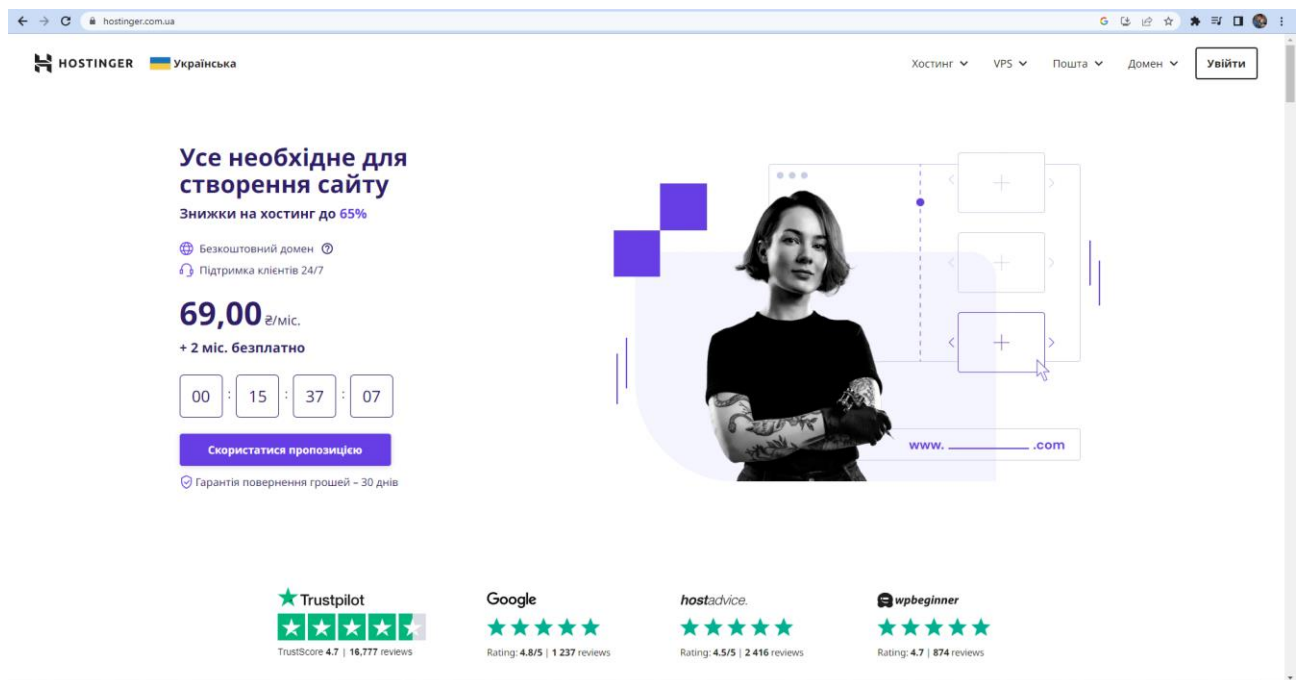 hostinger.com.ua
HOSTINGER Українська Хостинг VPS Пошта Домен Увійти
Усе необхідне для
створення сайту
Знижки на хостинг до 65%
Безкоштовний домен
Підтримка клієнтів 24/7
69,00 ₴/міс.
+ 2 міс. безплатно
00 : 15 : 37 : 07
Скористатися пропозицією
Гарантія повернення грошей – 30 днів
www. ________ .com
Trustpilot
TrustScore 4.7 | 16,777 reviews
Google
Rating: 4.8/5 | 1 237 reviews
hostadvice.
Rating: 4.5/5 | 2 416 reviews
wpbeginner
Rating: 4.7 | 874 reviews